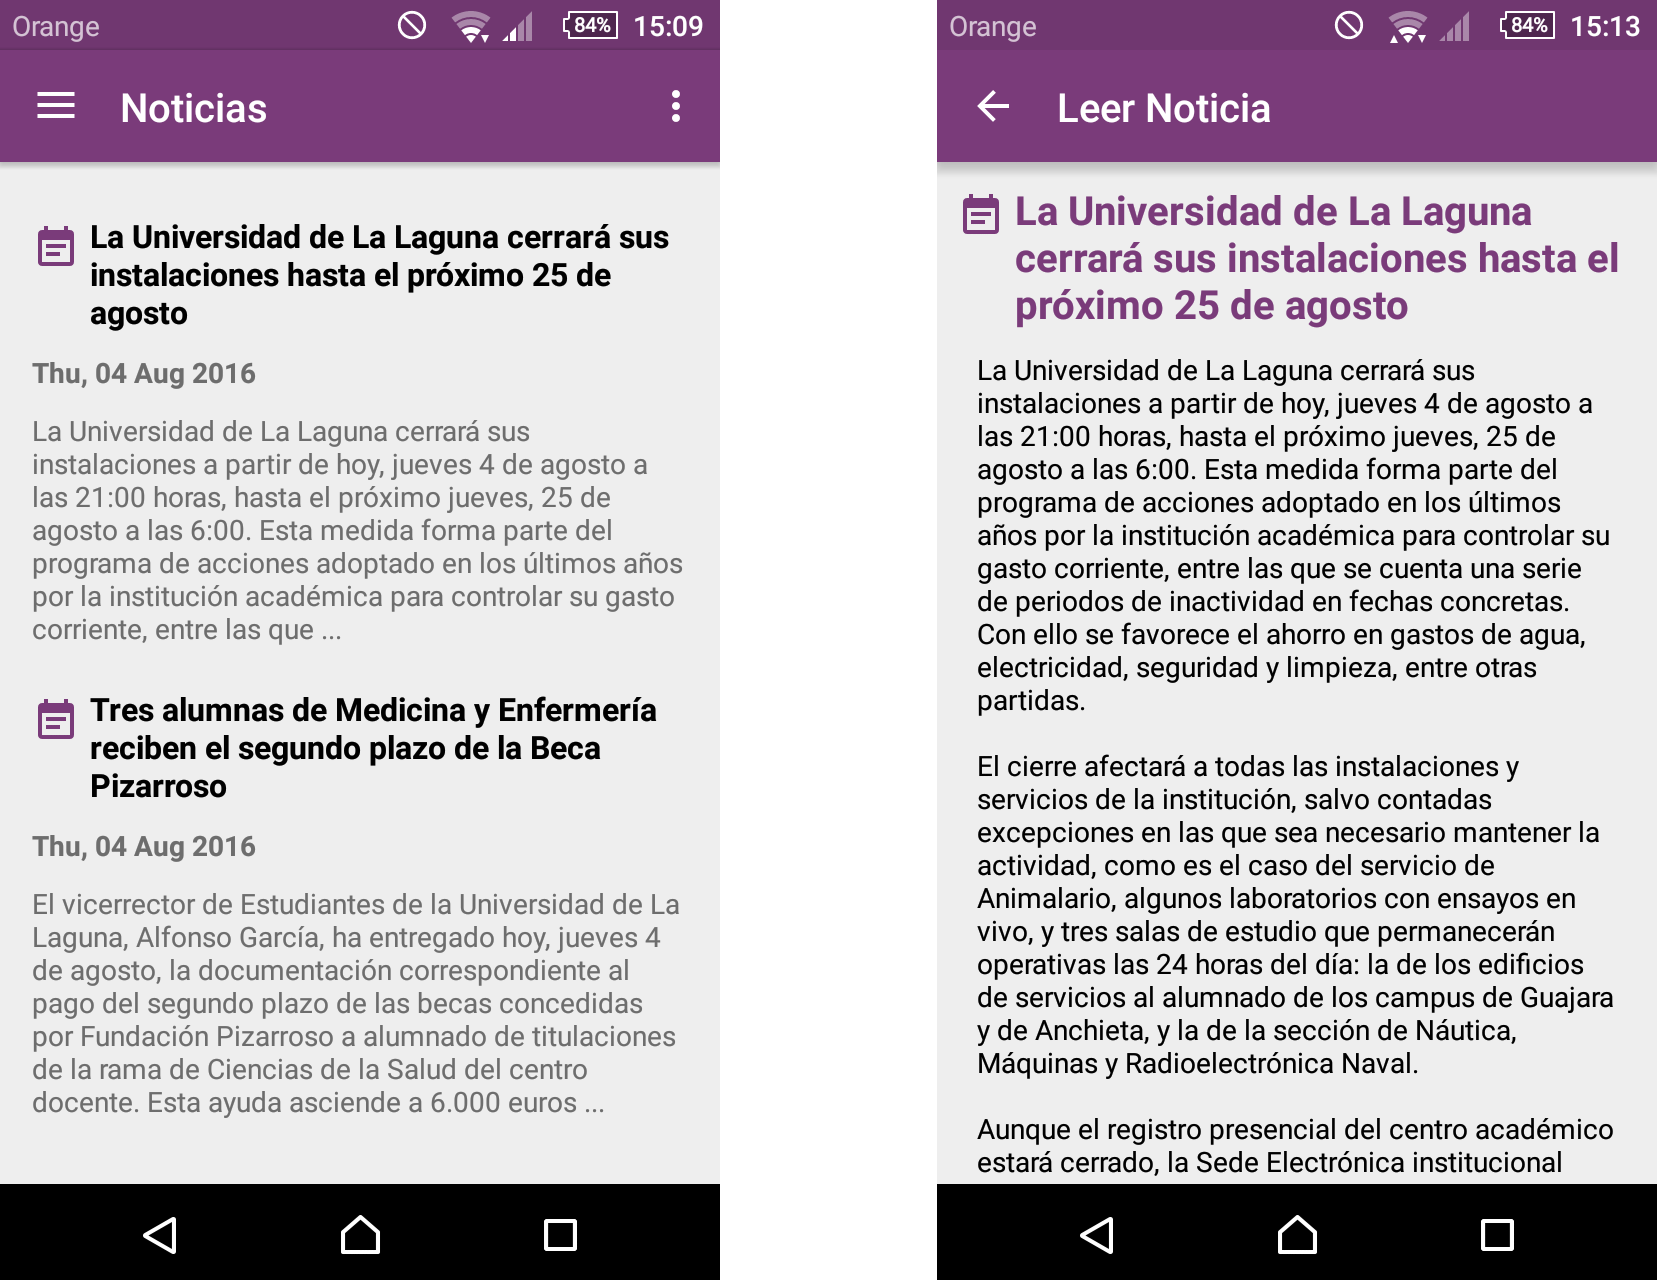 Orange
84%
15:09
Noticias
La Universidad de La Laguna cerrará sus
instalaciones hasta el próximo 25 de
agosto
Thu, 04 Aug 2016
La Universidad de La Laguna cerrará sus
instalaciones a partir de hoy, jueves 4 de agosto a
las 21:00 horas, hasta el próximo jueves, 25 de
agosto a las 6:00. Esta medida forma parte del
programa de acciones adoptado en los últimos años
por la institución académica para controlar su gasto
corriente, entre las que ...
Tres alumnas de Medicina y Enfermería
reciben el segundo plazo de la Beca
Pizarroso
Thu, 04 Aug 2016
El vicerrector de Estudiantes de la Universidad de La
Laguna, Alfonso García, ha entregado hoy, jueves 4
de agosto, la documentación correspondiente al
pago del segundo plazo de las becas concedidas
por Fundación Pizarroso a alumnado de titulaciones
de la rama de Ciencias de la Salud del centro
docente. Esta ayuda asciende a 6.000 euros ...
Orange
84%
15:13
Leer Noticia
La Universidad de La Laguna
cerrará sus instalaciones hasta el
próximo 25 de agosto
La Universidad de La Laguna cerrará sus
instalaciones a partir de hoy, jueves 4 de agosto a
las 21:00 horas, hasta el próximo jueves, 25 de
agosto a las 6:00. Esta medida forma parte del
programa de acciones adoptado en los últimos
años por la institución académica para controlar su
gasto corriente, entre las que se cuenta una serie
de periodos de inactividad en fechas concretas.
Con ello se favorece el ahorro en gastos de agua,
electricidad, seguridad y limpieza, entre otras
partidas.
El cierre afectará a todas las instalaciones y
servicios de la institución, salvo contadas
excepciones en las que sea necesario mantener la
actividad, como es el caso del servicio de
Animalario, algunos laboratorios con ensayos en
vivo, y tres salas de estudio que permanecerán
operativas las 24 horas del día: la de los edificios
de servicios al alumnado de los campus de Guajara
y de Anchieta, y la de la sección de Náutica,
Máquinas y Radioelectrónica Naval.
Aunque el registro presencial del centro académico
estará cerrado, la Sede Electrónica institucional